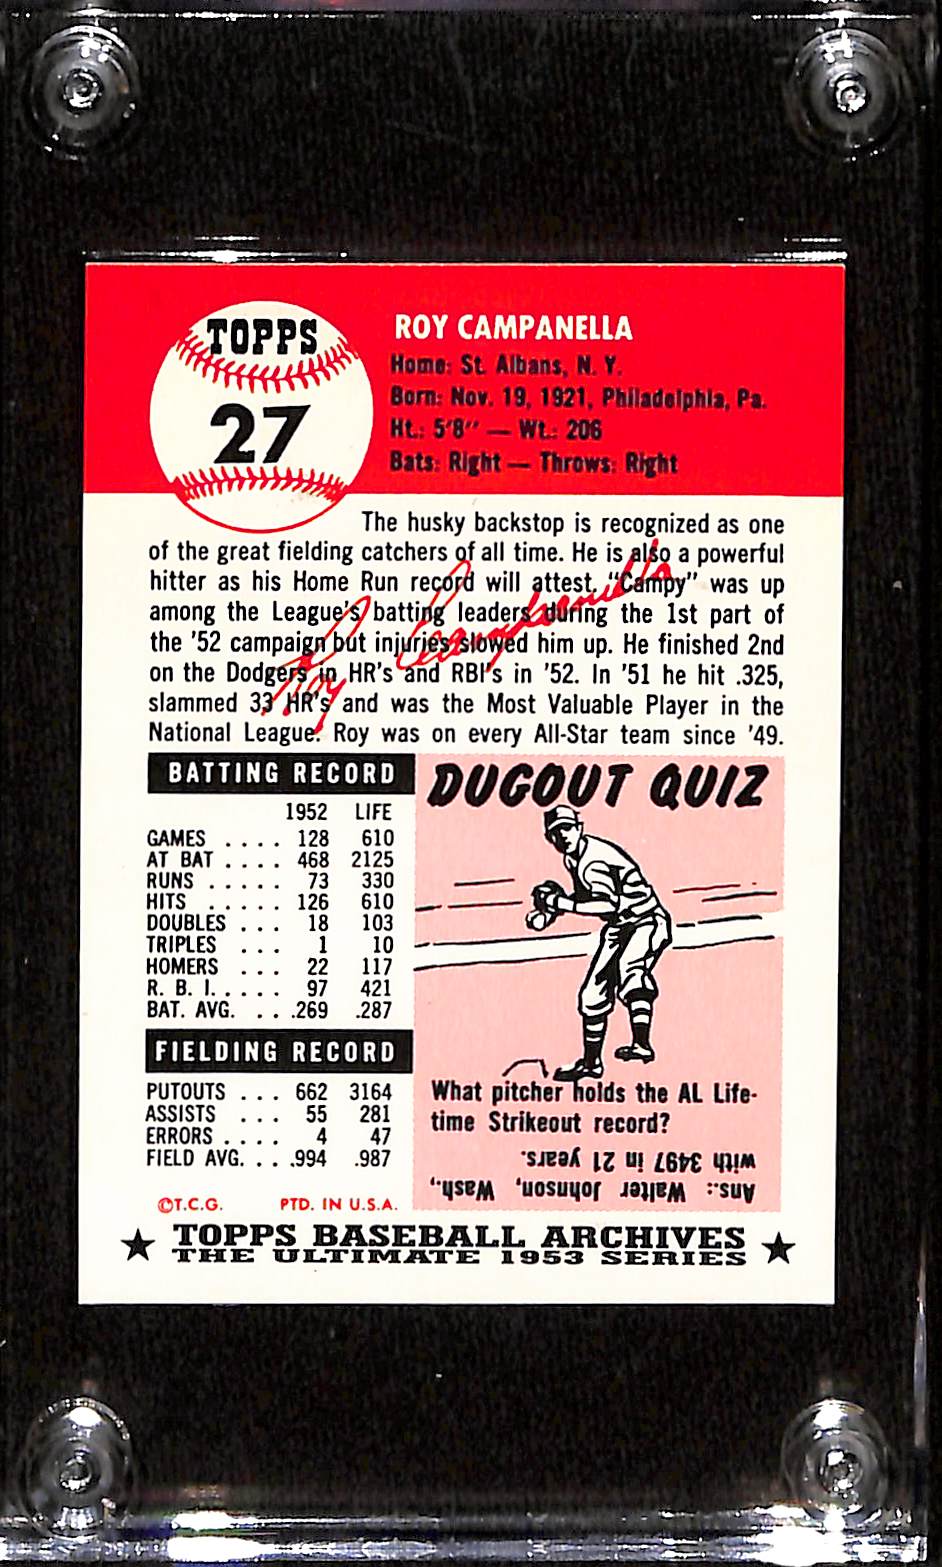 TOPPS
27
ROY CAMPANELLA
Home: St. Albans, N. Y.
Born: Nov. 19, 1921, Philadelphia, Pa.
Ht.: 5'8" — Wt.: 206
Bats: Right — Throws: Right
The husky backstop is recognized as one
of the great fielding catchers of all time. He is also a powerful
hitter as his Home Run record will attest. "Campy" was up
among the League's batting leaders during the 1st part of
the '52 campaign but injuries slowed him up. He finished 2nd
on the Dodgers in HR's and RBI's in '52. In '51 he hit .325,
slammed 33 HR's and was the Most Valuable Player in the
National League. Roy was on every All-Star team since '49.
Roy Campanella
BATTING RECORD
1952 LIFE
GAMES .... 128 610
AT BAT .... 468 2125
RUNS ..... 73 330
HITS ..... 126 610
DOUBLES ... 18 103
TRIPLES ... 1 10
HOMERS ... 22 117
R. B. I. .... 97 421
BAT. AVG. ... .269 .287
FIELDING RECORD
PUTOUTS ... 662 3164
ASSISTS ... 55 281
ERRORS .... 4 47
FIELD AVG. ... .994 .987
©T.C.G. PTD. IN U.S.A.
DUGOUT QUIZ
What pitcher holds the AL Life-
time Strikeout record?
Ans.: Walter Johnson, Wash.,
with 3497 in 21 years.
TOPPS BASEBALL ARCHIVES
THE ULTIMATE 1953 SERIES